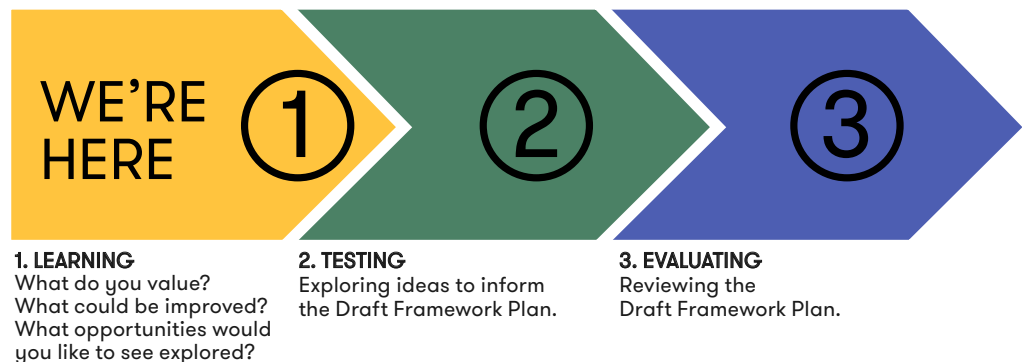 WE’RE
HERE
1
2
3
1. LEARNING
What do you value?
What could be improved?
What opportunities would
you like to see explored?
2. TESTING
Exploring ideas to inform
the Draft Framework Plan.
3. EVALUATING
Reviewing the
Draft Framework Plan.